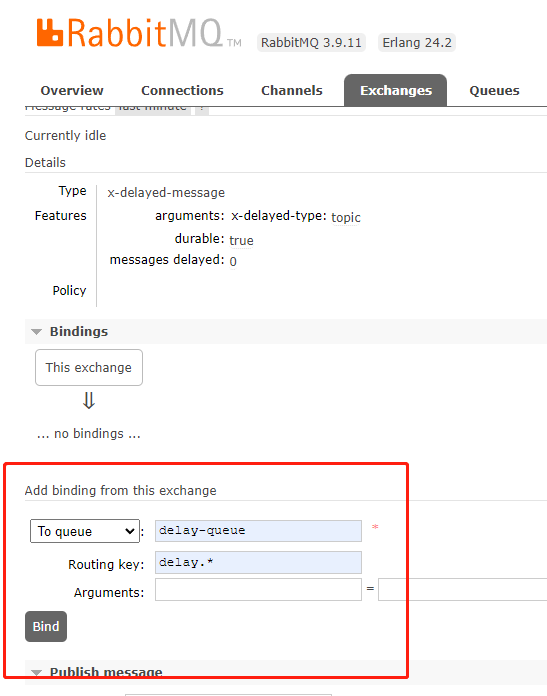 RabbitMQ TM RabbitMQ 3.9.11 Erlang 24.2
Overview Connections Channels Exchanges Queues
Message rates last minute ?
Currently idle
Details
Type x-delayed-message
Features arguments: x-delayed-type: topic
durable: true
messages delayed: 0
Policy
Bindings
This exchange
⇓
... no bindings ...
Add binding from this exchange
To queue : delay-queue *
Routing key: delay.*
Arguments: =
Bind
Publish message